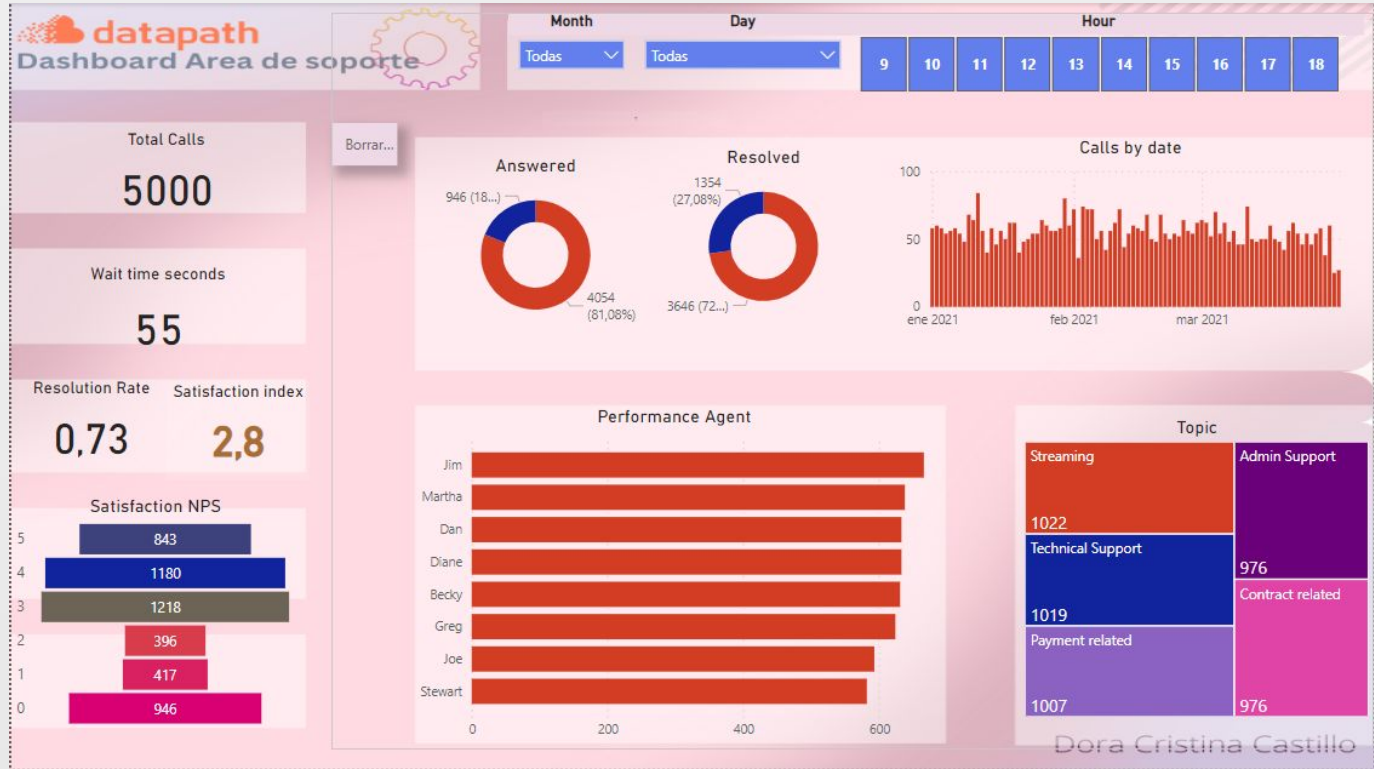 datapath
Dashboard Area de soporte
Month
Day
Hour
Todas
Todas
9 10 11 12 13 14 15 16 17 18
Total Calls
5000
Borrar...
Wait time seconds
55
Resolution Rate
0,73
Satisfaction index
2,8
Satisfaction NPS
5 843
4 1180
3 1218
2 396
1 417
0 946
Answered
946 (18...)
4054
(81,08%)
Resolved
1354
(27,08%)
3646 (72...)
Calls by date
100
50
0
ene 2021 feb 2021 mar 2021
Performance Agent
Jim
Martha
Dan
Diane
Becky
Greg
Joe
Stewart
0 200 400 600
Topic
Streaming
1022
Technical Support
1019
Payment related
1007
Admin Support
976
Contract related
976
Dora Cristina Castillo